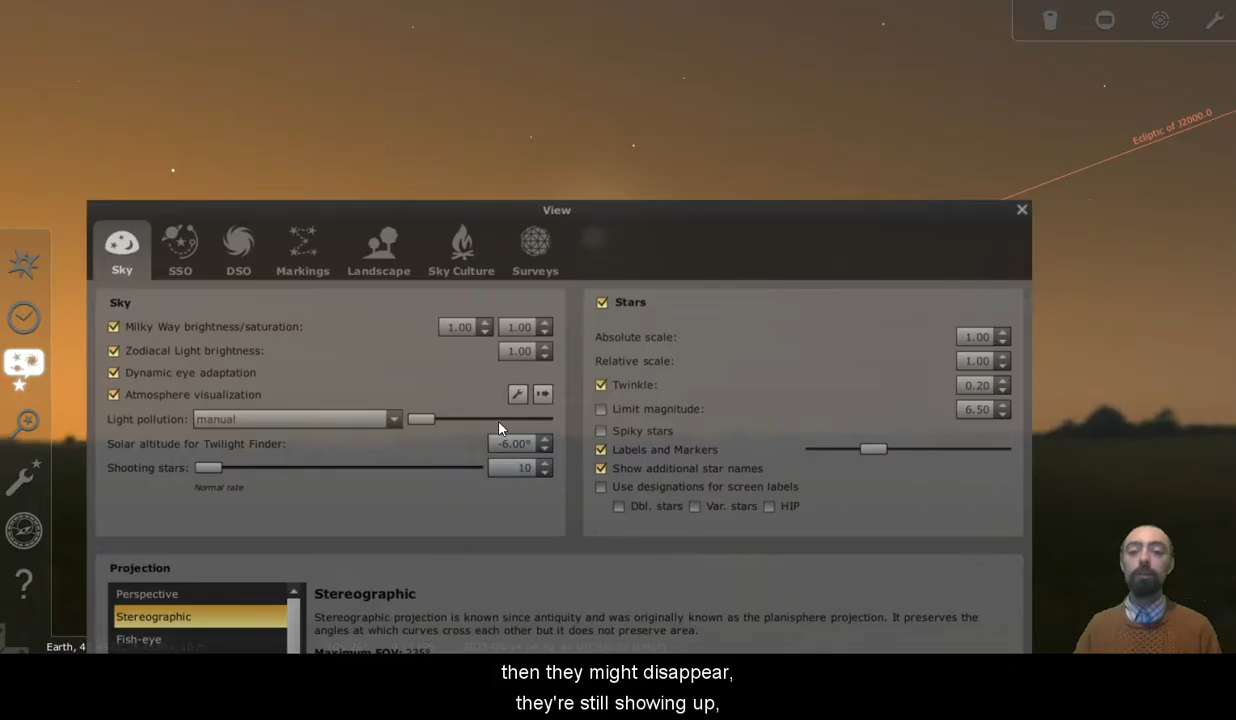 Ecliptic of J2000.0
View
Sky
SSO
DSO
Markings
Landscape
Sky Culture
Surveys
Sky
Milky Way brightness/saturation: 1.00 1.00
Zodiacal Light brightness: 1.00
Dynamic eye adaptation
Atmosphere visualization
Light pollution: manual
Solar altitude for Twilight Finder: -6.00°
Shooting stars: 10
Normal rate
Stars
Absolute scale: 1.00
Relative scale: 1.00
Twinkle: 0.20
Limit magnitude: 6.50
Spiky stars
Labels and Markers
Show additional star names
Use designations for screen labels
Dbl. stars Var. stars HIP
Projection
Perspective
Stereographic
Fish-eye
Stereographic
Stereographic projection is known since antiquity and was originally known as the planisphere projection. It preserves the
angles at which curves cross each other but it does not preserve area.
Maximum FOV: 235°
Earth, 4
then they might disappear,
they're still showing up,